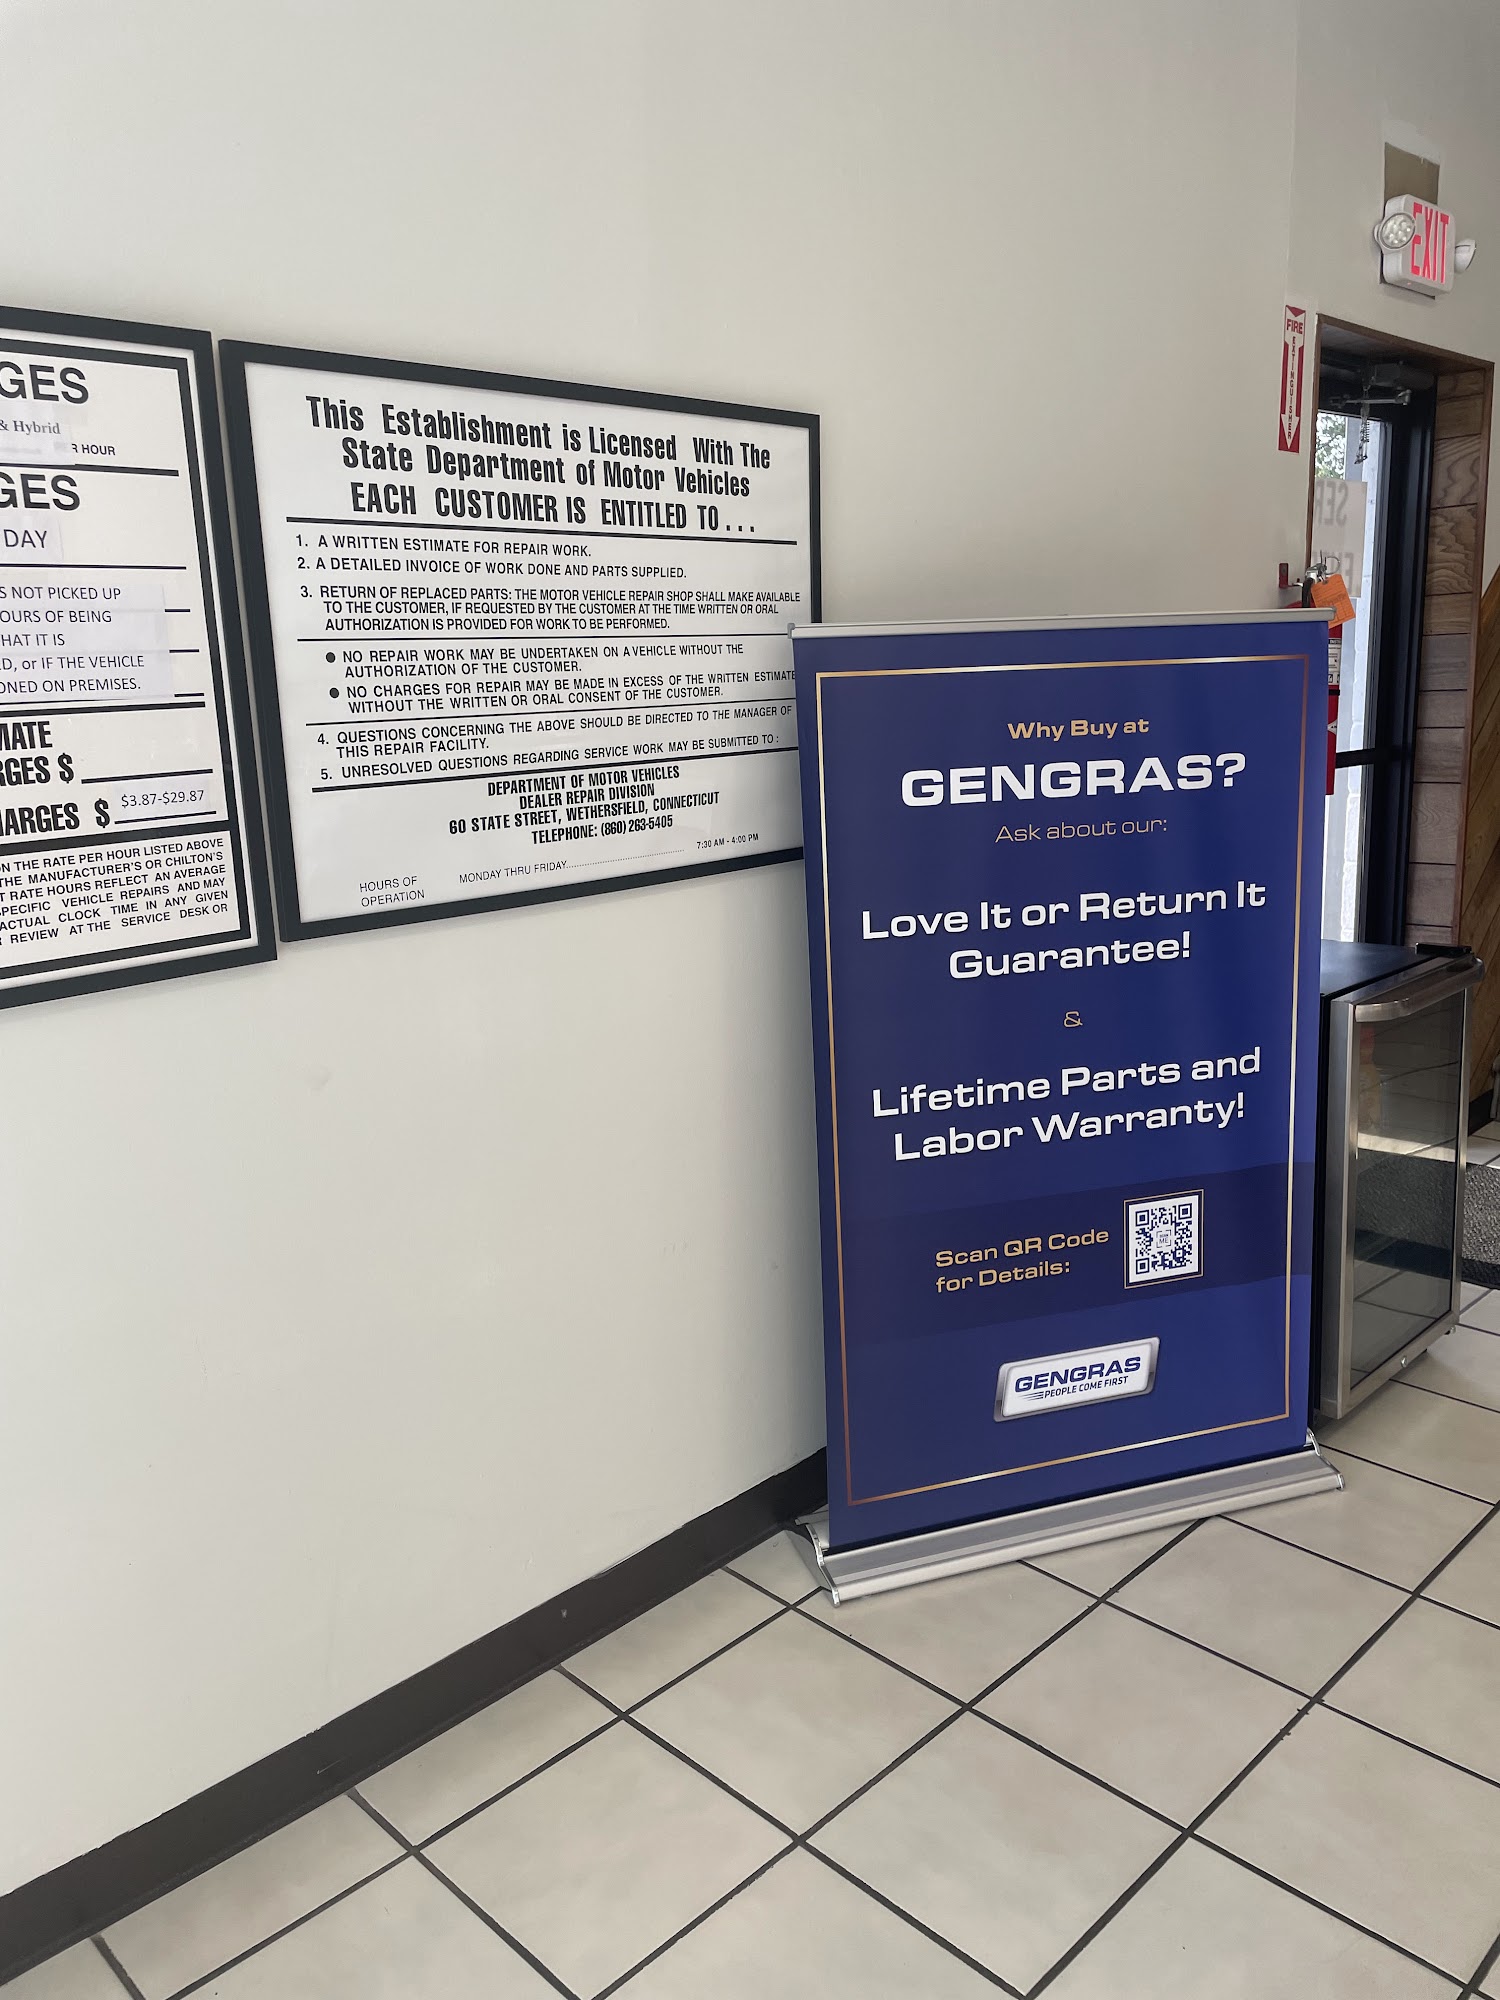 GES
& Hybrid
R HOUR
GES
DAY
S NOT PICKED UP
OURS OF BEING
HAT IT IS
D, or IF THE VEHICLE
ONED ON PREMISES.
MATE
RGES $
HARGES $ $3.87-$29.87
ON THE RATE PER HOUR LISTED ABOVE
THE MANUFACTURER'S OR CHILTON'S
T RATE HOURS REFLECT AN AVERAGE
SPECIFIC VEHICLE REPAIRS AND MAY
ACTUAL CLOCK TIME IN ANY GIVEN
REVIEW AT THE SERVICE DESK OR
This Establishment is Licensed With The
State Department of Motor Vehicles
EACH CUSTOMER IS ENTITLED TO . . .
1. A WRITTEN ESTIMATE FOR REPAIR WORK.
2. A DETAILED INVOICE OF WORK DONE AND PARTS SUPPLIED.
3. RETURN OF REPLACED PARTS: THE MOTOR VEHICLE REPAIR SHOP SHALL MAKE AVAILABLE
TO THE CUSTOMER, IF REQUESTED BY THE CUSTOMER AT THE TIME WRITTEN OR ORAL
AUTHORIZATION IS PROVIDED FOR WORK TO BE PERFORMED.
● NO REPAIR WORK MAY BE UNDERTAKEN ON A VEHICLE WITHOUT THE
AUTHORIZATION OF THE CUSTOMER.
● NO CHARGES FOR REPAIR MAY BE MADE IN EXCESS OF THE WRITTEN ESTIMATE
WITHOUT THE WRITTEN OR ORAL CONSENT OF THE CUSTOMER.
4. QUESTIONS CONCERNING THE ABOVE SHOULD BE DIRECTED TO THE MANAGER OF
THIS REPAIR FACILITY.
5. UNRESOLVED QUESTIONS REGARDING SERVICE WORK MAY BE SUBMITTED TO :
DEPARTMENT OF MOTOR VEHICLES
DEALER REPAIR DIVISION
60 STATE STREET, WETHERSFIELD, CONNECTICUT
TELEPHONE: (860) 263-5405
HOURS OF
OPERATION
MONDAY THRU FRIDAY........................................ 7:30 AM - 4:00 PM
Why Buy at
GENGRAS?
Ask about our:
Love It or Return It
Guarantee!
&
Lifetime Parts and
Labor Warranty!
Scan QR Code
for Details:
GENGRAS
PEOPLE COME FIRST
EXIT
FIRE
EXTINGUISHER